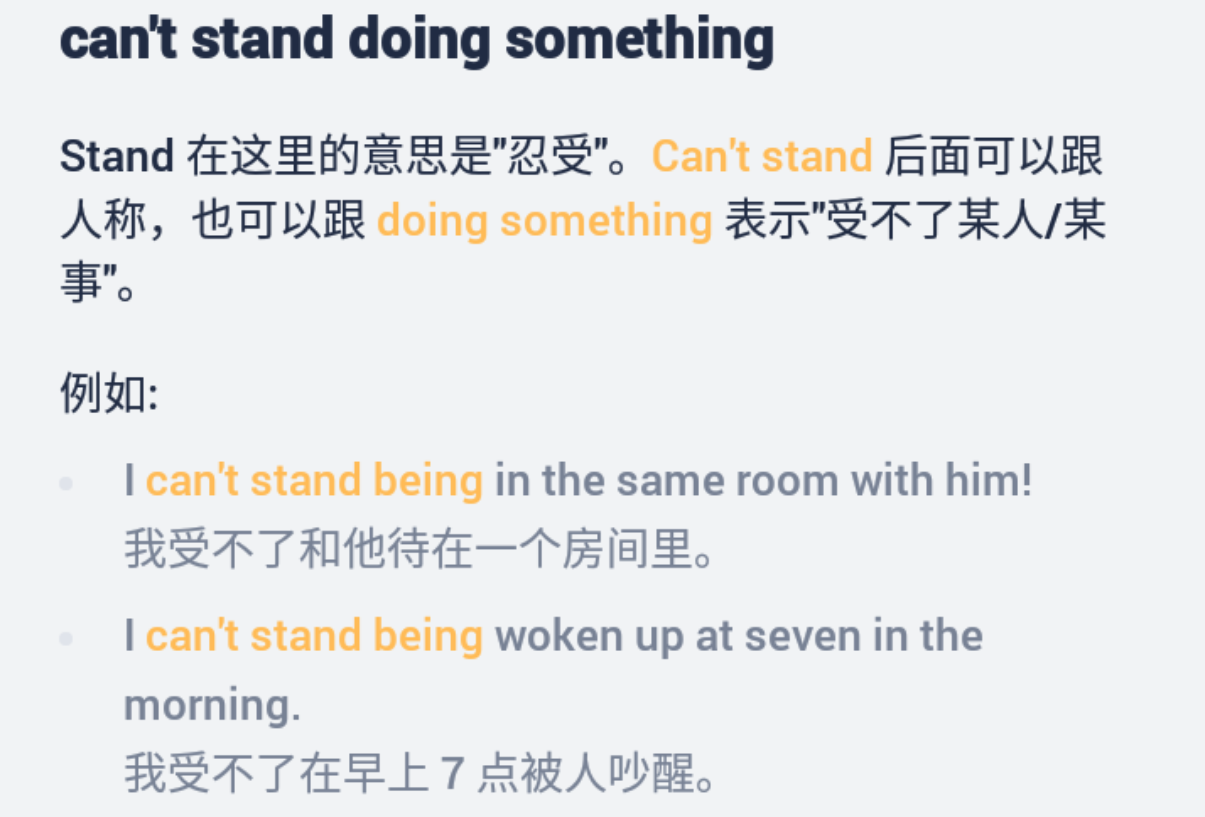 can't stand doing something
Stand 在这里的意思是"忍受"。Can't stand 后面可以跟
人称，也可以跟 doing something 表示"受不了某人/某
事"。
例如:
I can't stand being in the same room with him!
我受不了和他待在一个房间里。
I can't stand being woken up at seven in the
morning.
我受不了在早上 7 点被人吵醒。